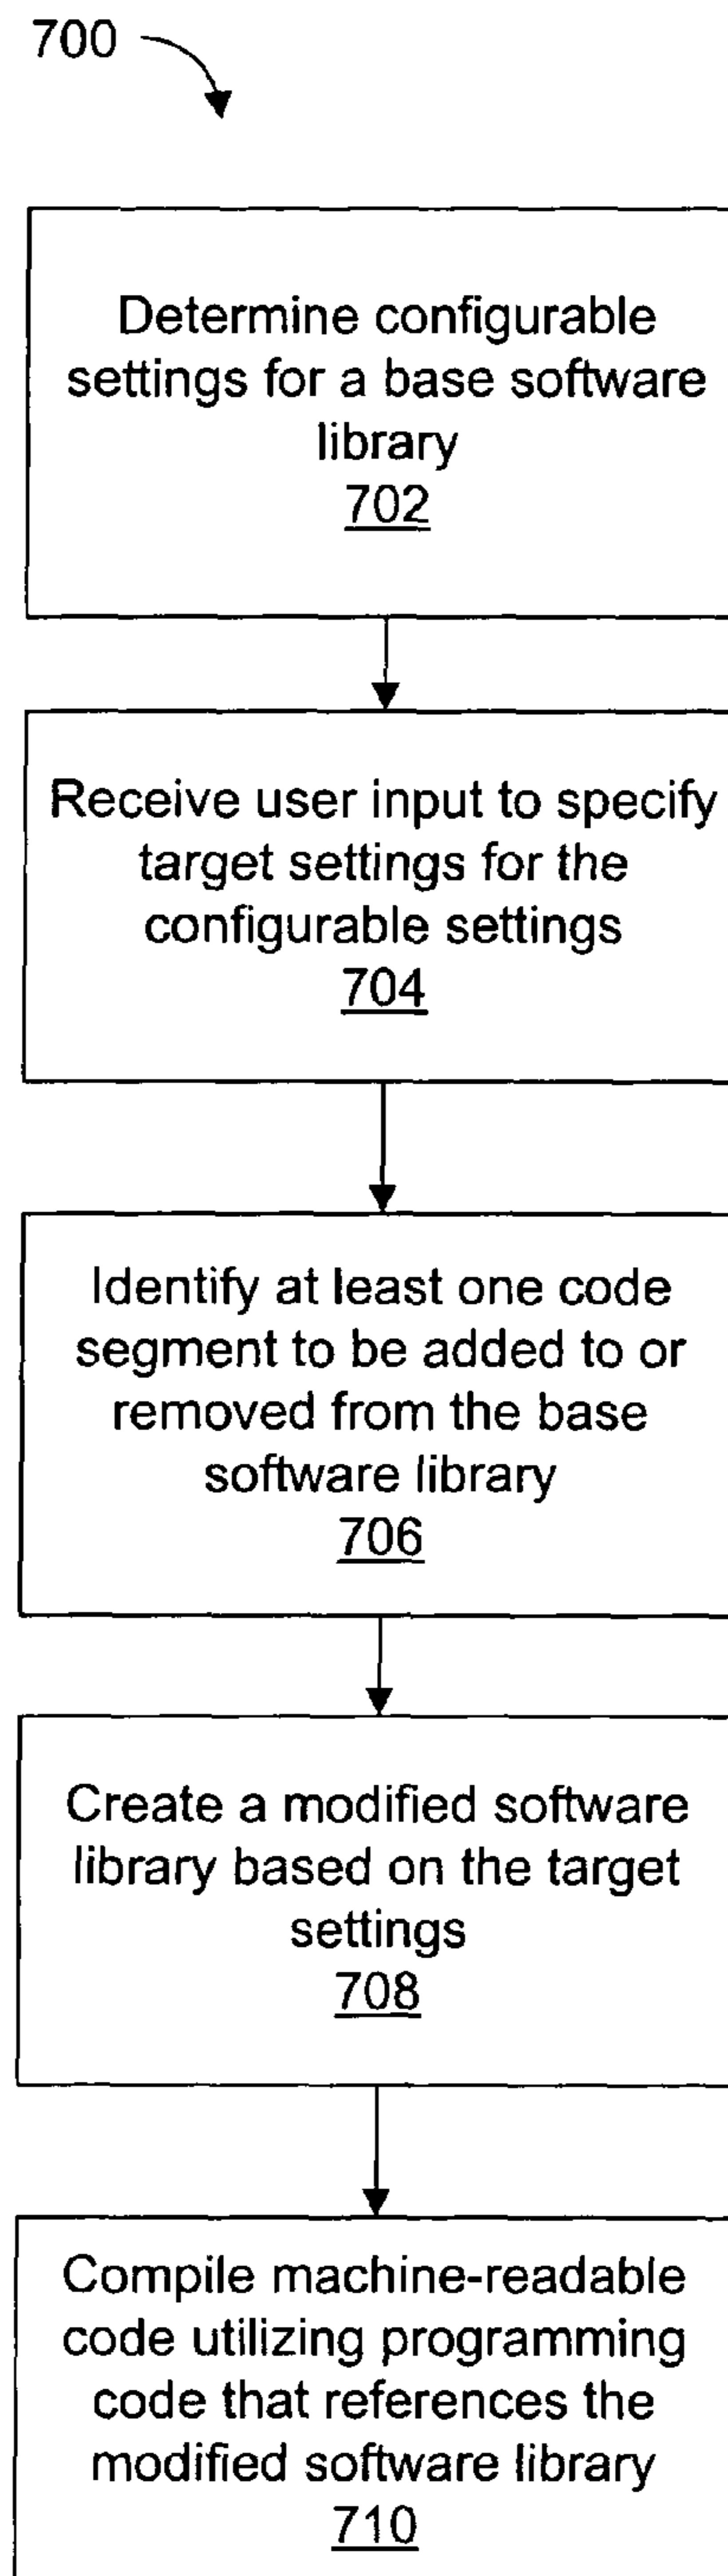 700
Determine configurable
settings for a base software
library
702
Receive user input to specify
target settings for the
configurable settings
704
Identify at least one code
segment to be added to or
removed from the base
software library
706
Create a modified software
library based on the target
settings
708
Compile machine-readable
code utilizing programming
code that references the
modified software library
710